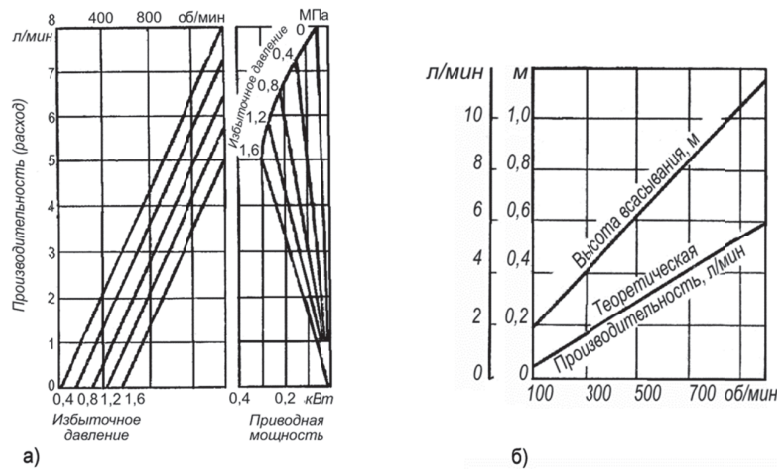 8 400 800 об/мин
л/мин
7
6
5
4
3
2
1
0
Производительность (расход)
0,4 0,8 1,2 1,6
Избыточное
давление
МПа
0
0,4
0,8
1,2
1,6
Избыточное давление
0,4 0,2 кВт
Приводная
мощность
а)
л/мин м
10 1,0
8 0,8
6 0,6
4 0,4
2 0,2
0 0
Высота всасывания, м
Теоретическая
Производительность, л/мин
100 300 500 700 об/мин
б)